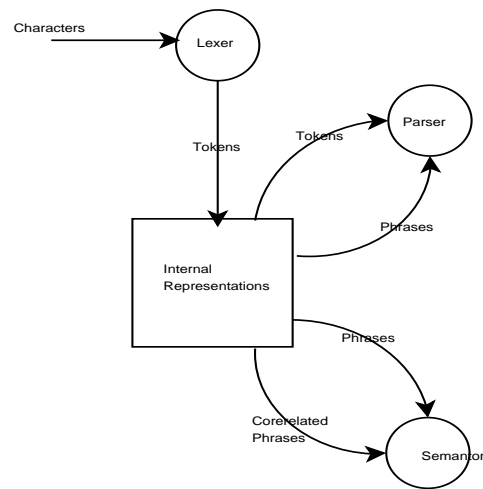 Characters
Lexer
Tokens
Tokens
Parser
Phrases
Internal
Representations
Phrases
Corerelated
Phrases
Semantor